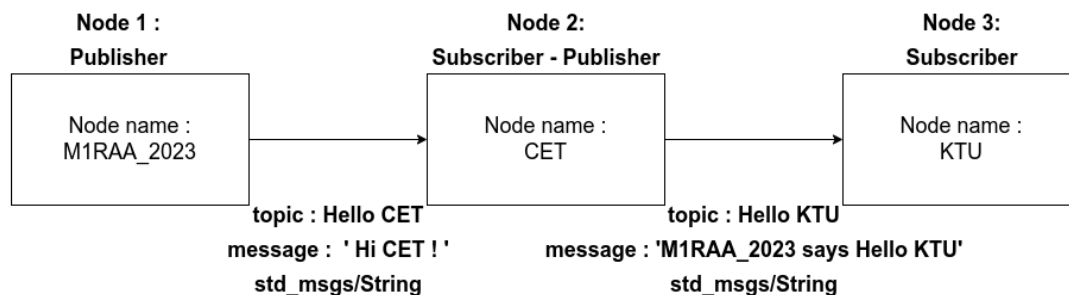 Node 1 :
Publisher
Node name :
M1RAA_2023
topic : Hello CET
message : ' Hi CET ! '
std_msgs/String
Node 2:
Subscriber - Publisher
Node name :
CET
topic : Hello KTU
message : 'M1RAA_2023 says Hello KTU'
std_msgs/String
Node 3:
Subscriber
Node name :
KTU